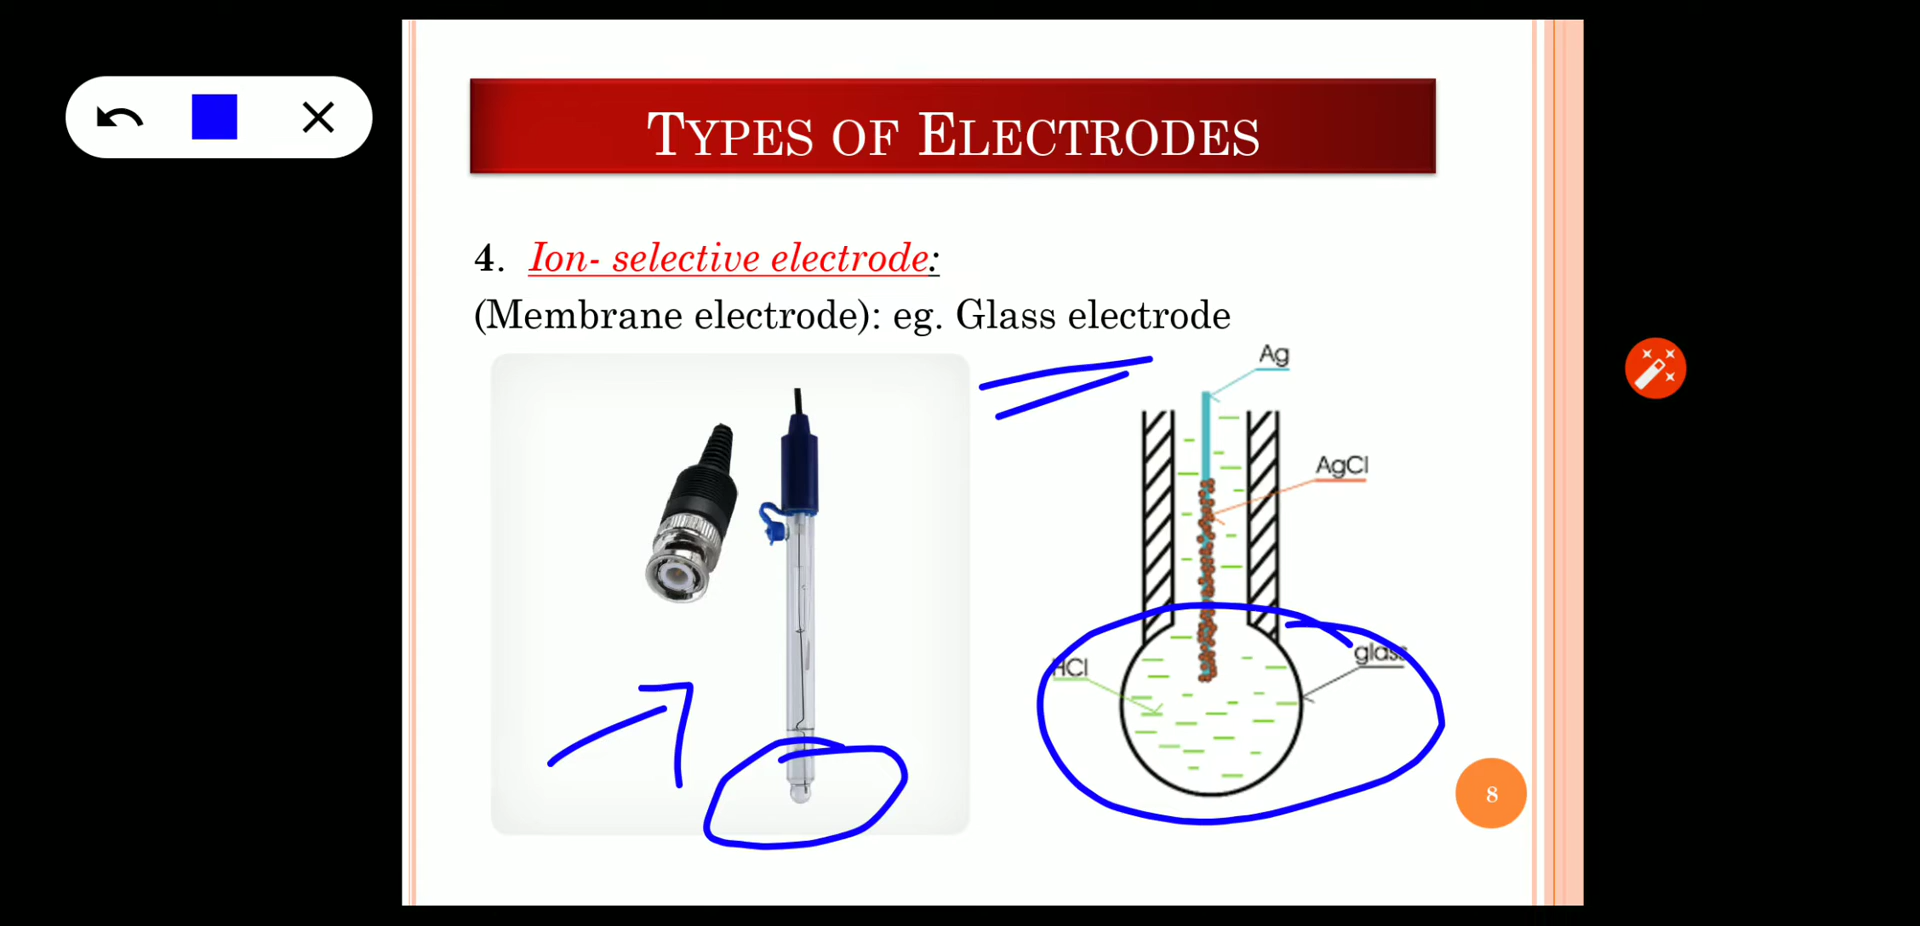 TYPES OF ELECTRODES
4. Ion- selective electrode:
(Membrane electrode): eg. Glass electrode
Ag
AgCl
HCl
glass
8